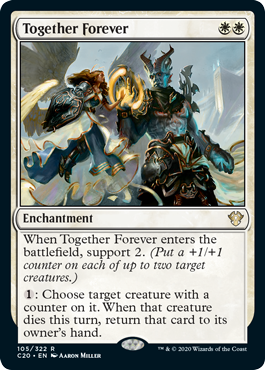 Together Forever
Enchantment
When Together Forever enters the
battlefield, support 2. (Put a +1/+1
counter on each of up to two target
creatures.)
1: Choose target creature with a
counter on it. When that creature
dies this turn, return that card to its
owner's hand.
105/322 R
C20 • EN AARON MILLER
™ & © 2020 Wizards of the Coast